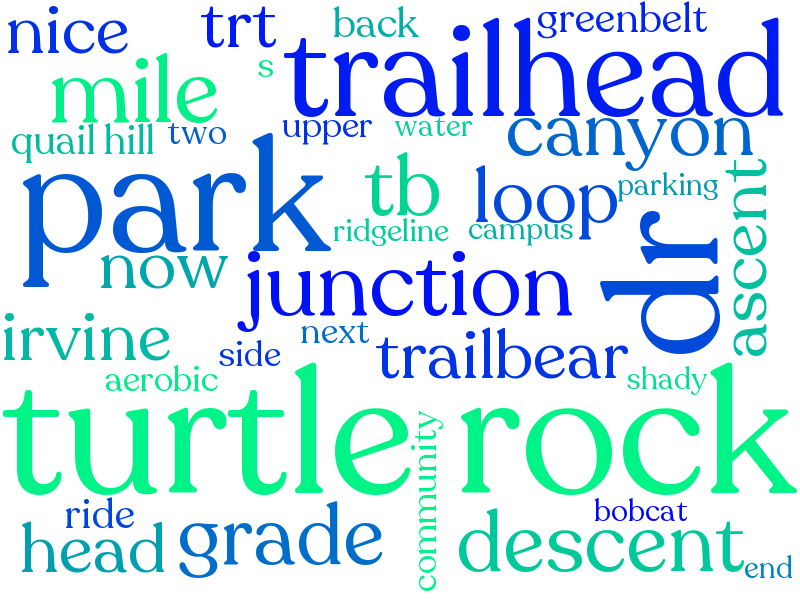 nice
trt
back
greenbelt
s
trailhead
mile
quail hill
two
upper
water
canyon
park
tb
loop
parking
ascent
ridgeline
campus
dr
now
junction
irvine
side
next
trailbear
aerobic
shady
turtle rock
community
ride
head
grade
bobcat
descent
end